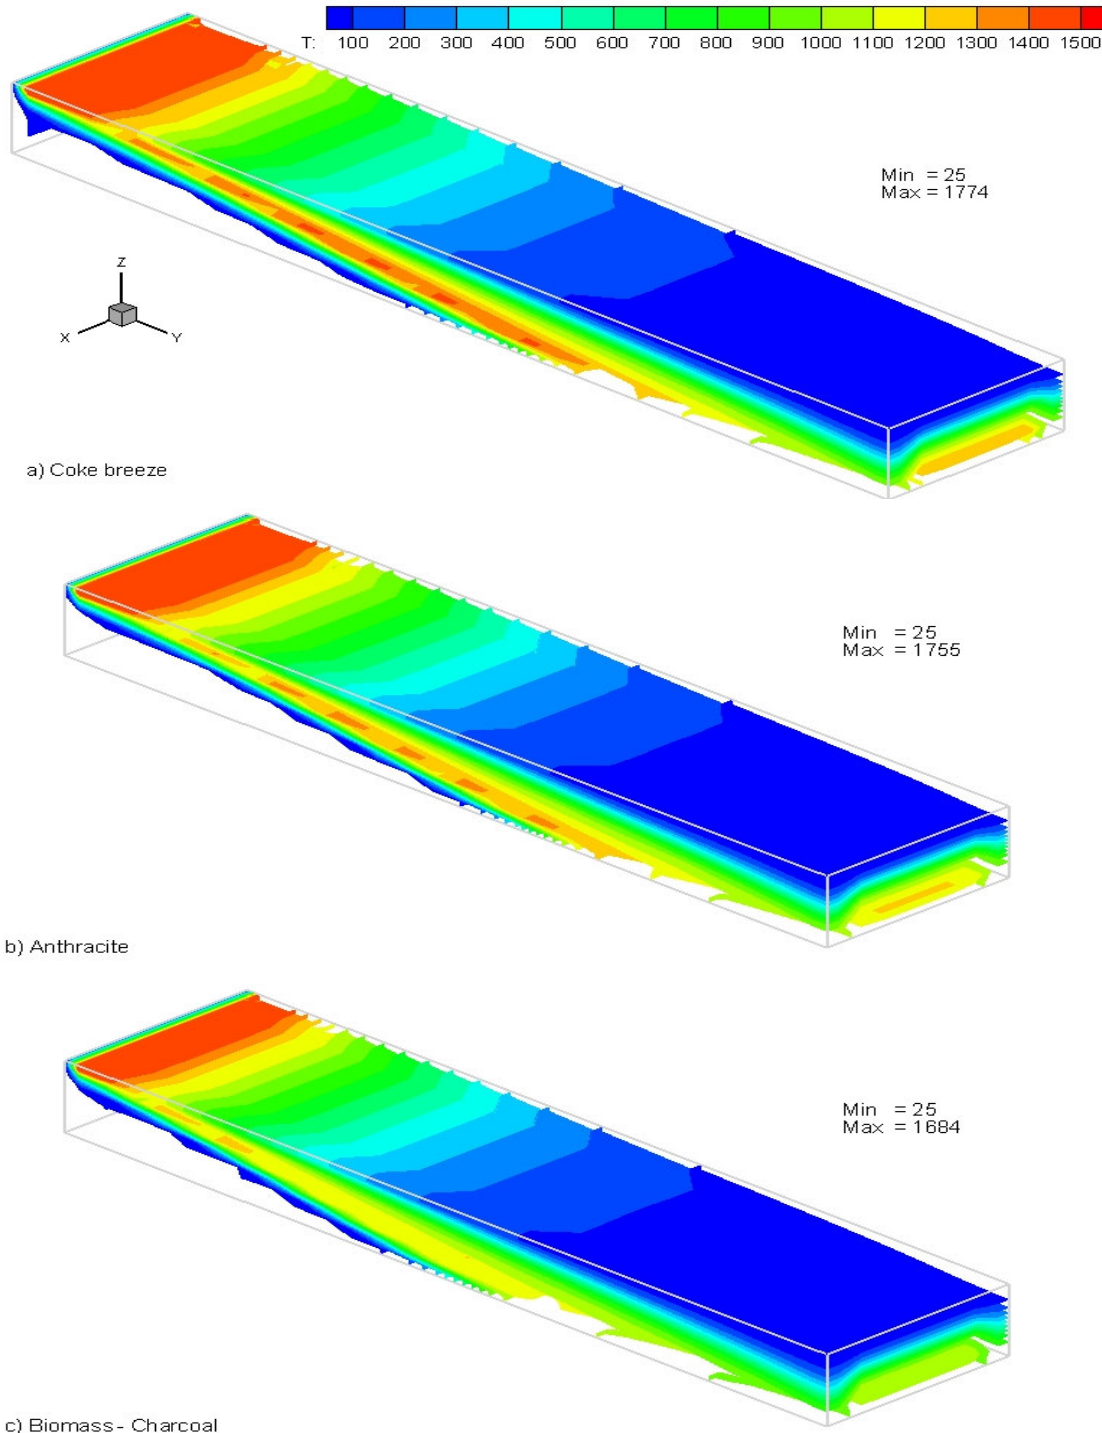 T: 100 200 300 400 500 600 700 800 900 1000 1100 1200 1300 1400 1500
Min = 25
Max = 1774
Z
X
Y
a) Coke breeze
Min = 25
Max = 1755
b) Anthracite
Min = 25
Max = 1684
c) Biomass- Charcoal